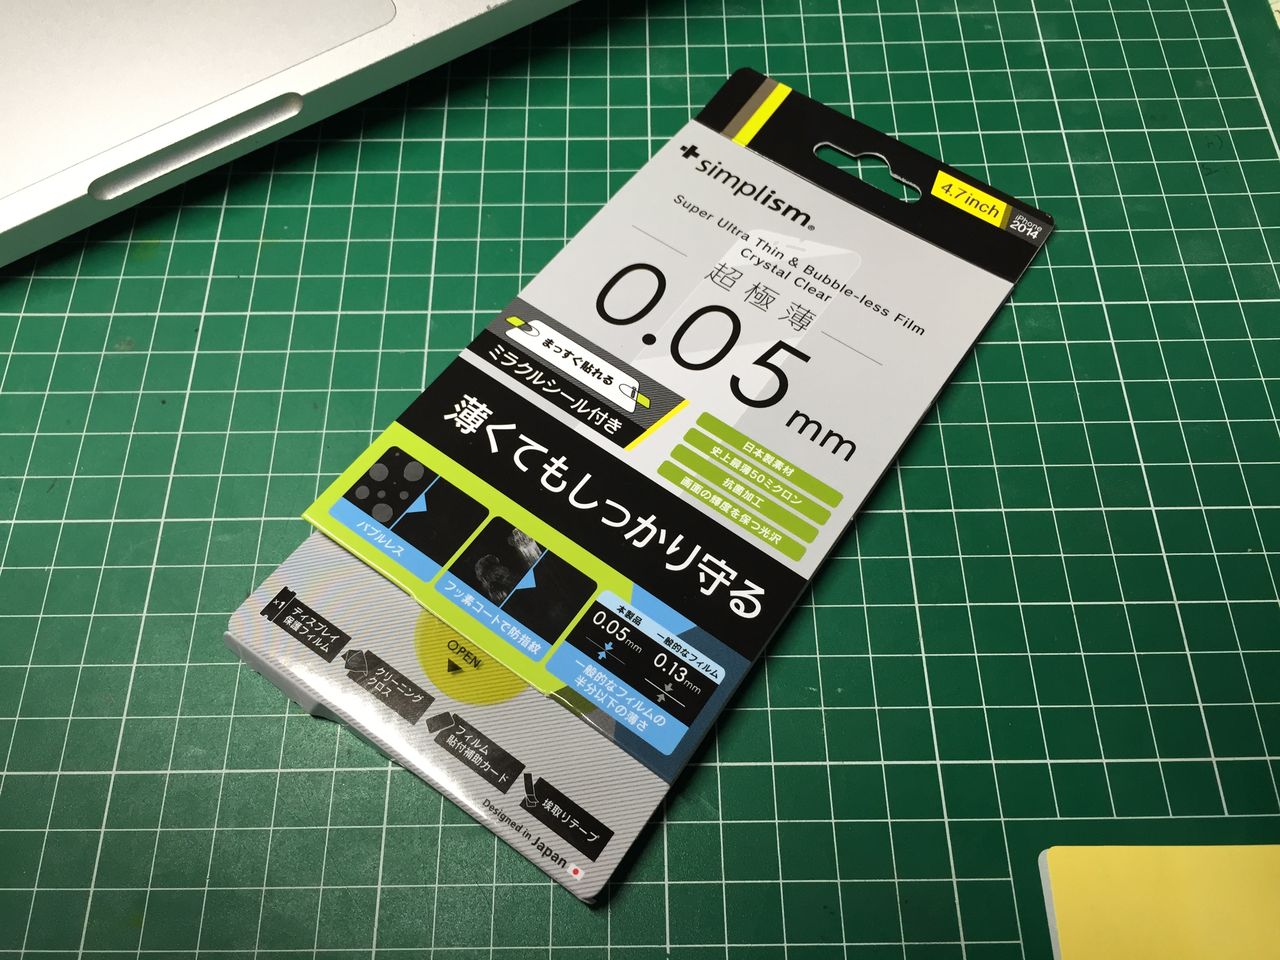 4.7inch
iPhone
2014
simplism®
Super Ultra Thin & Bubble-less Film
Crystal Clear
超極薄
0.05mm
まっすぐ貼れる
ミラクルシール付き
日本製素材
史上最薄50ミクロン
抗菌加工
画面の輝度を保つ光沢
薄くてもしっかり守る
バブルレス
フッ素コートで防指紋
本製品
一般的なフィルム
0.05mm
0.13mm
一般的なフィルムの
半分以下の薄さ
OPEN
×1
ディスプレイ
保護フィルム
クリーニング
クロス
フィルム
貼付補助カード
埃取りテープ
Designed in Japan